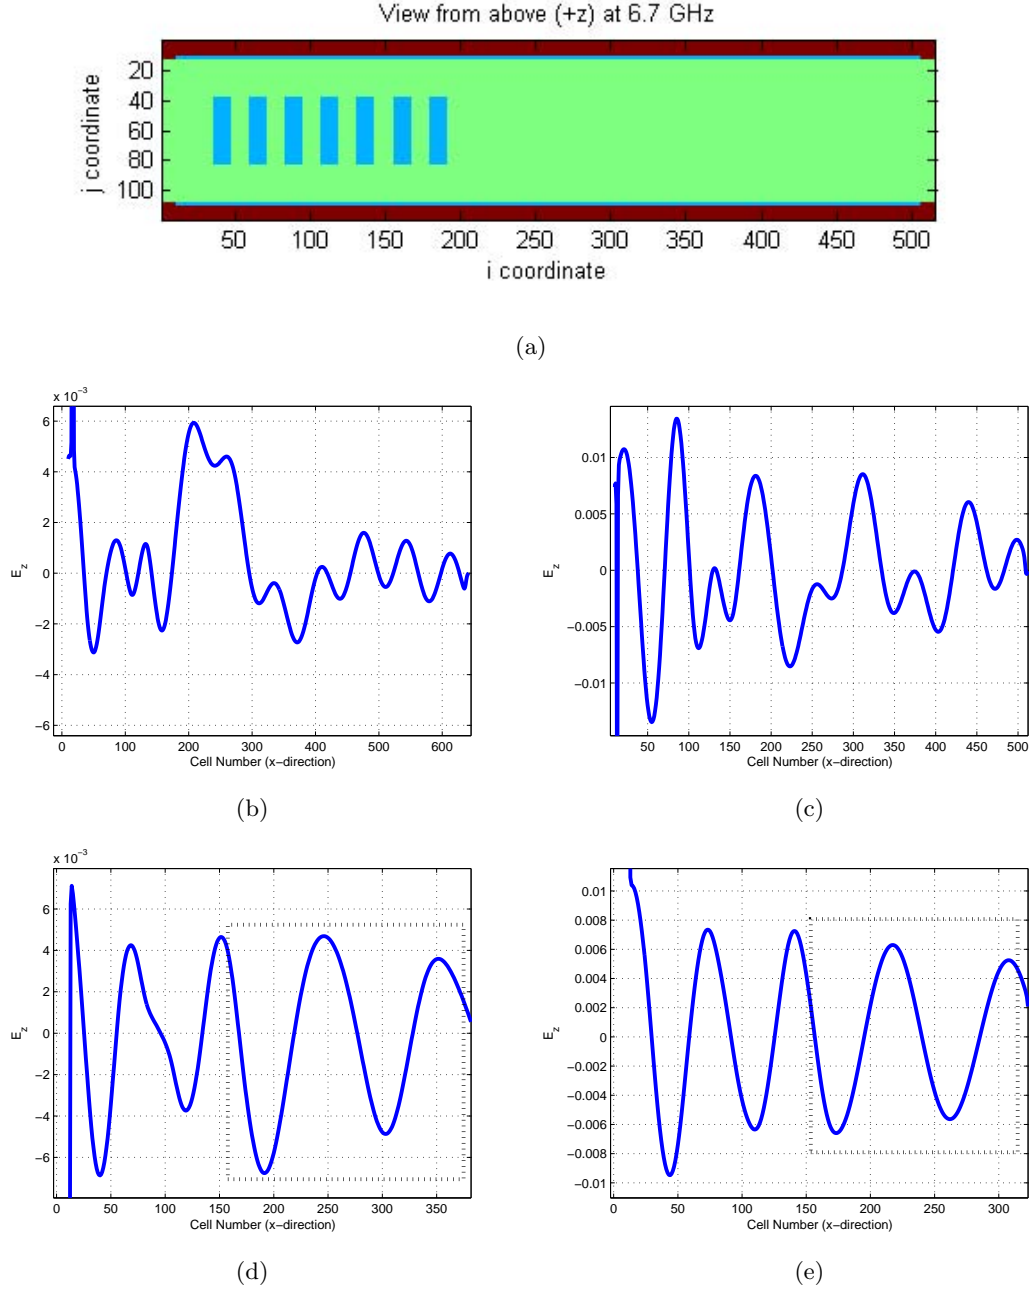 View from above (+z) at 6.7 GHz
j coordinate
20
40
60
80
100
50 100 150 200 250 300 350 400 450 500
i coordinate
(a)
x 10⁻³
6
4
2
0
−2
−4
−6
E_z
0 100 200 300 400 500 600
Cell Number (x−direction)
(b)
0.01
0.005
0
−0.005
−0.01
E_z
50 100 150 200 250 300 350 400 450 500
Cell Number (x−direction)
(c)
x 10⁻³
6
4
2
0
−2
−4
−6
E_z
0 50 100 150 200 250 300 350
Cell Number (x−direction)
(d)
0.01
0.008
0.006
0.004
0.002
0
−0.002
−0.004
−0.006
−0.008
−0.01
E_z
0 50 100 150 200 250 300
Cell Number (x−direction)
(e)